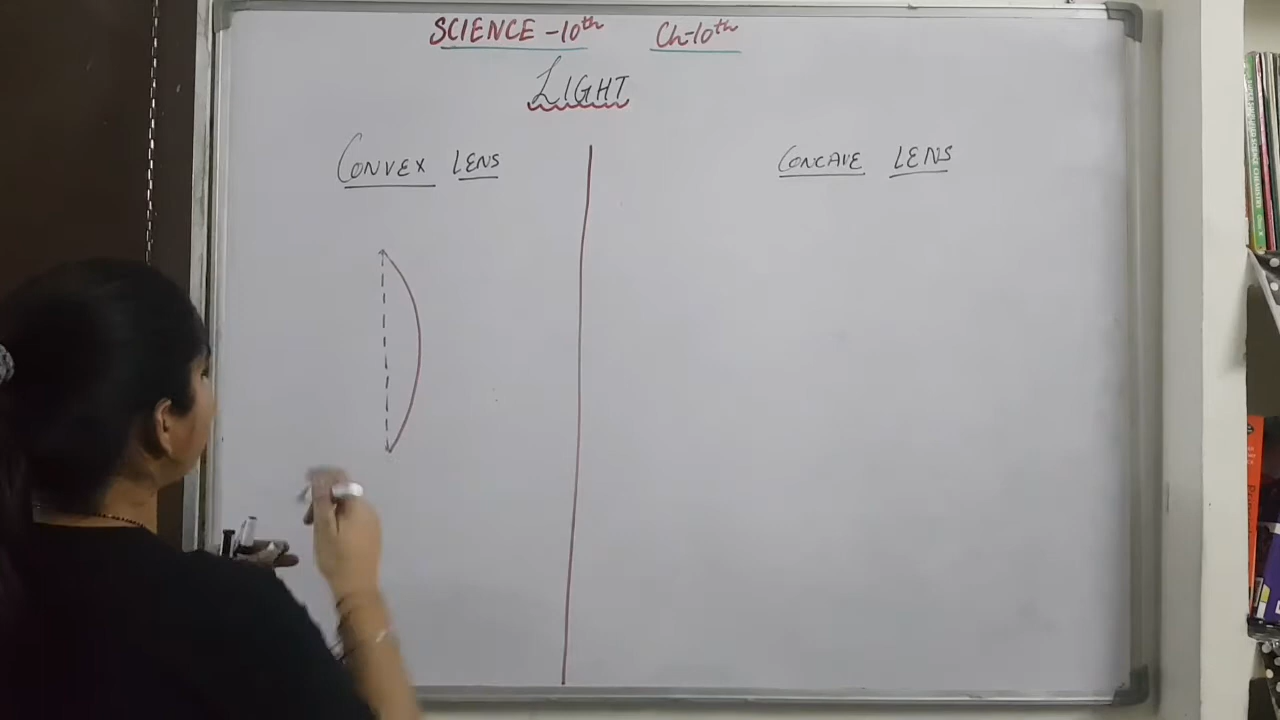 SCIENCE-10th Ch-10th
LIGHT
CONVEX LENS
CONCAVE LENS